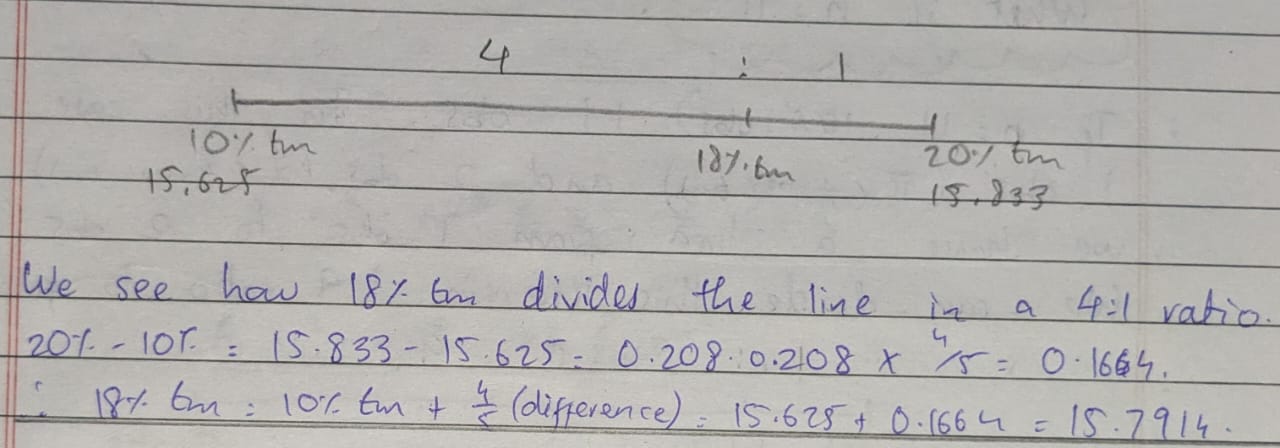 4 : 1
10% tm 18% tm 20% tm
15.625 15.833
We see how 18% tm divides the line in a 4:1 ratio.
20% - 10% = 15.833 - 15.625 = 0.208. 0.208 x 4/5 = 0.1664.
∴ 18% tm = 10% tm + 4/5 (difference) = 15.625 + 0.1664 = 15.7914.